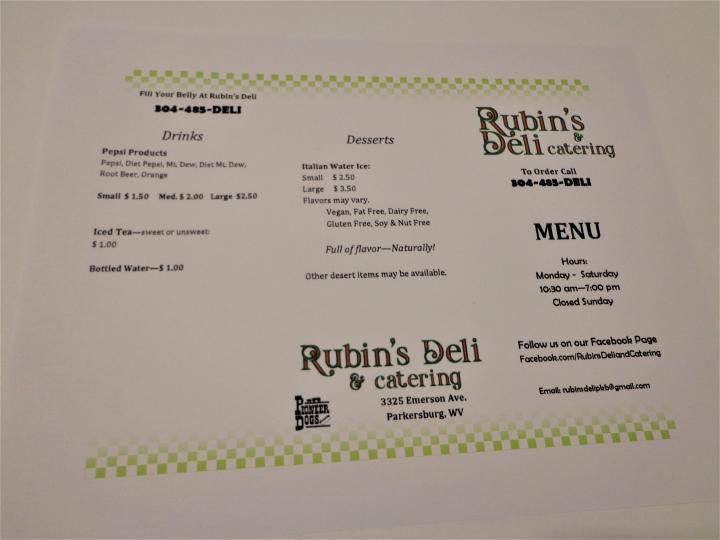 Fill Your Belly At Rubin's Deli
304-485-DELI
Drinks
Pepsi Products
Pepsi, Diet Pepsi, Mt. Dew, Diet Mt. Dew,
Root Beer, Orange
Small $ 1.50 Med. $ 2.00 Large $2.50
Iced Tea—sweet or unsweet:
$ 1.00
Bottled Water—$ 1.00
Desserts
Italian Water Ice:
Small $ 2.50
Large $ 3.50
Flavors may vary.
Vegan, Fat Free, Dairy Free,
Gluten Free, Soy & Nut Free
Full of flavor—Naturally!
Other desert items may be available.
Rubin's Deli
& catering
3325 Emerson Ave.
Parkersburg, WV
Pioneer
Dogs
Rubin's
Deli & catering
To Order Call
304-485-DELI
MENU
Hours:
Monday - Saturday
10:30 am—7:00 pm
Closed Sunday
Follow us on our Facebook Page
Facebook.com/RubinsDeliandCatering
Email: rubinsdelipkb@gmail.com